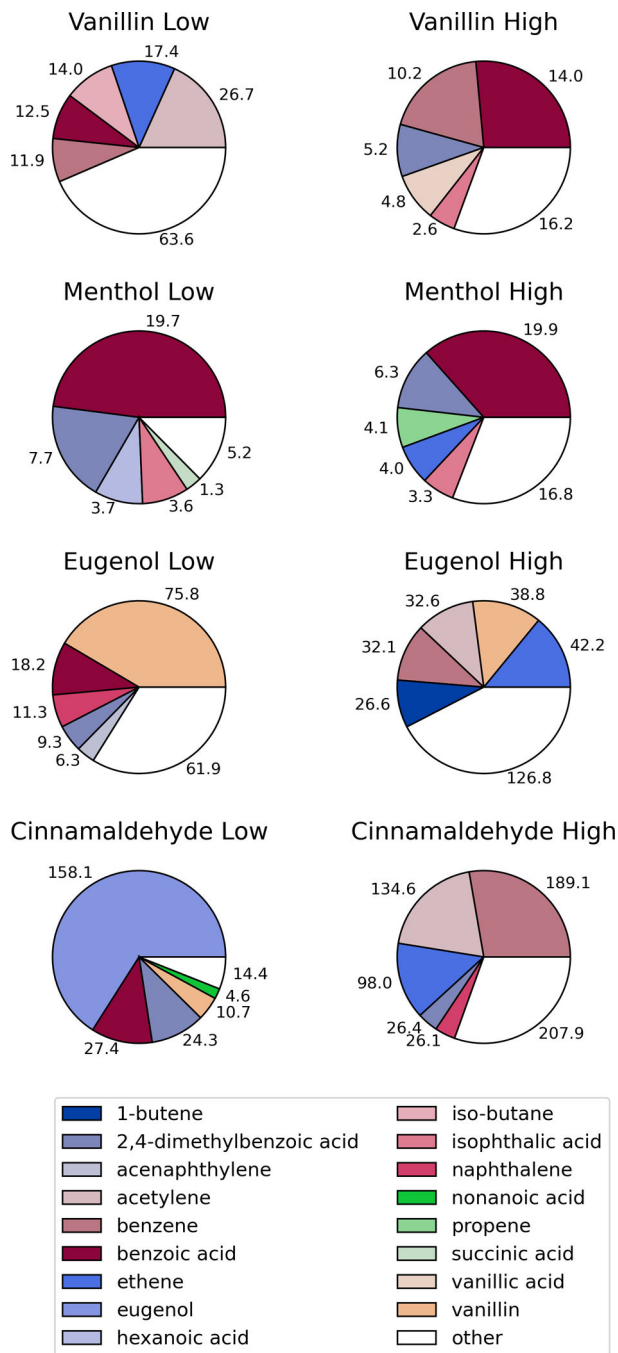 Vanillin Low
Vanillin High
17.4
14.0
26.7
12.5
11.9
63.6
10.2
14.0
5.2
4.8
2.6
16.2
Menthol Low
Menthol High
19.7
7.7
3.7
3.6
1.3
5.2
19.9
6.3
4.1
4.0
3.3
16.8
Eugenol Low
Eugenol High
75.8
18.2
11.3
9.3
6.3
61.9
38.8
32.6
42.2
32.1
26.6
126.8
Cinnamaldehyde Low
Cinnamaldehyde High
158.1
14.4
4.6
10.7
24.3
27.4
189.1
134.6
98.0
26.4
26.1
207.9
1-butene
2,4-dimethylbenzoic acid
acenaphthylene
acetylene
benzene
benzoic acid
ethene
eugenol
hexanoic acid
iso-butane
isophthalic acid
naphthalene
nonanoic acid
propene
succinic acid
vanillic acid
vanillin
other